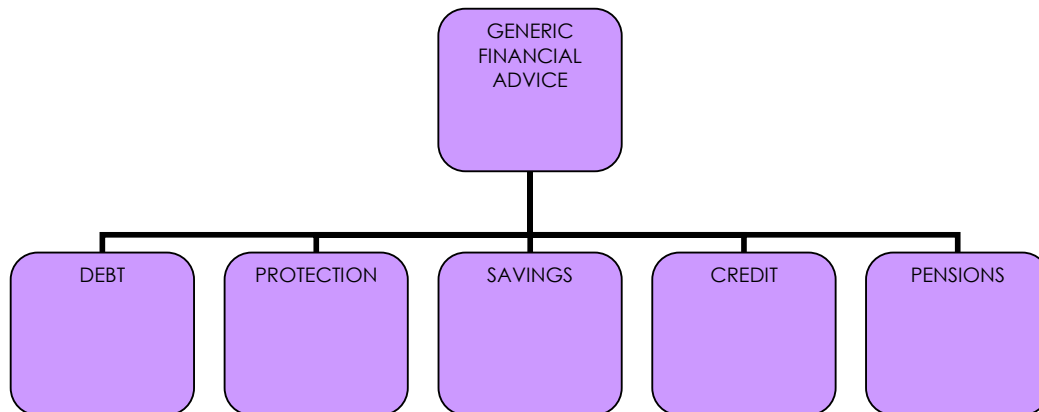 GENERIC
FINANCIAL
ADVICE
DEBT
PROTECTION
SAVINGS
CREDIT
PENSIONS